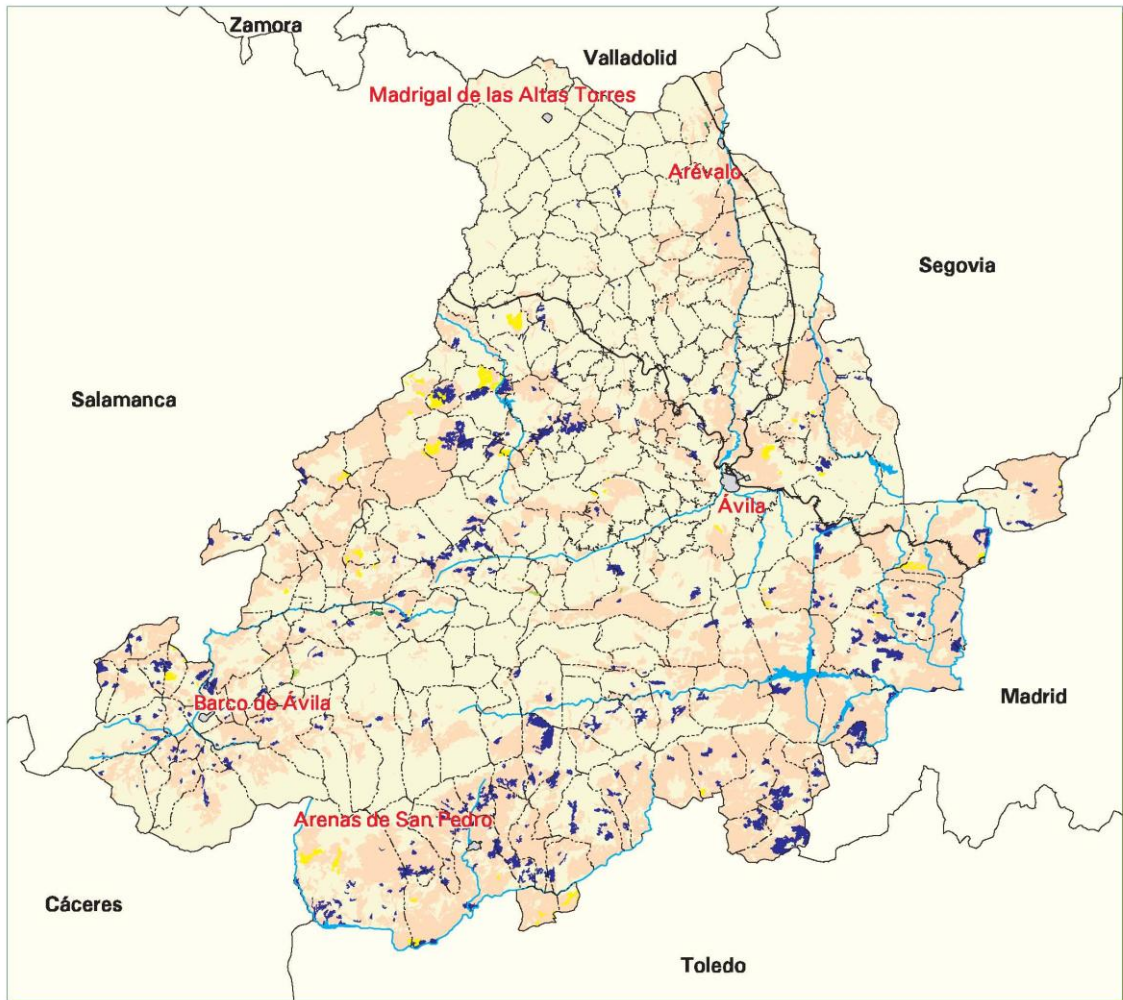 Zamora
Valladolid
Madrigal de las Altas Torres
Arévalo
Segovia
Salamanca
Ávila
Barco de Ávila
Madrid
Arenas de San Pedro
Cáceres
Toledo